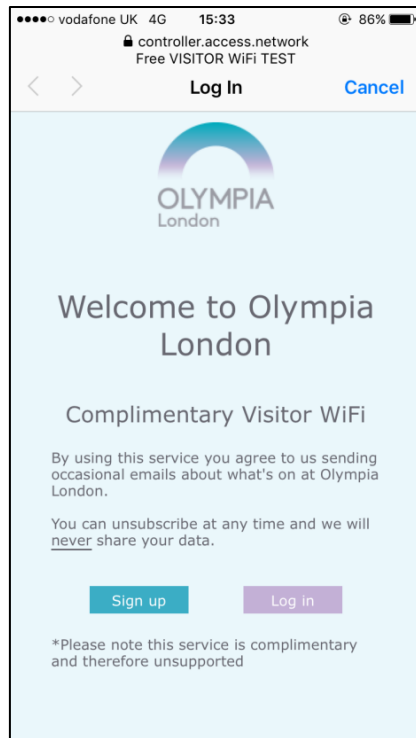 vodafone UK 4G 15:33 86%
controller.access.network
Free VISITOR WiFi TEST
Log In Cancel
OLYMPIA
London
Welcome to Olympia
London
Complimentary Visitor WiFi
By using this service you agree to us sending
occasional emails about what's on at Olympia
London.
You can unsubscribe at any time and we will
never share your data.
Sign up Log in
*Please note this service is complimentary
and therefore unsupported